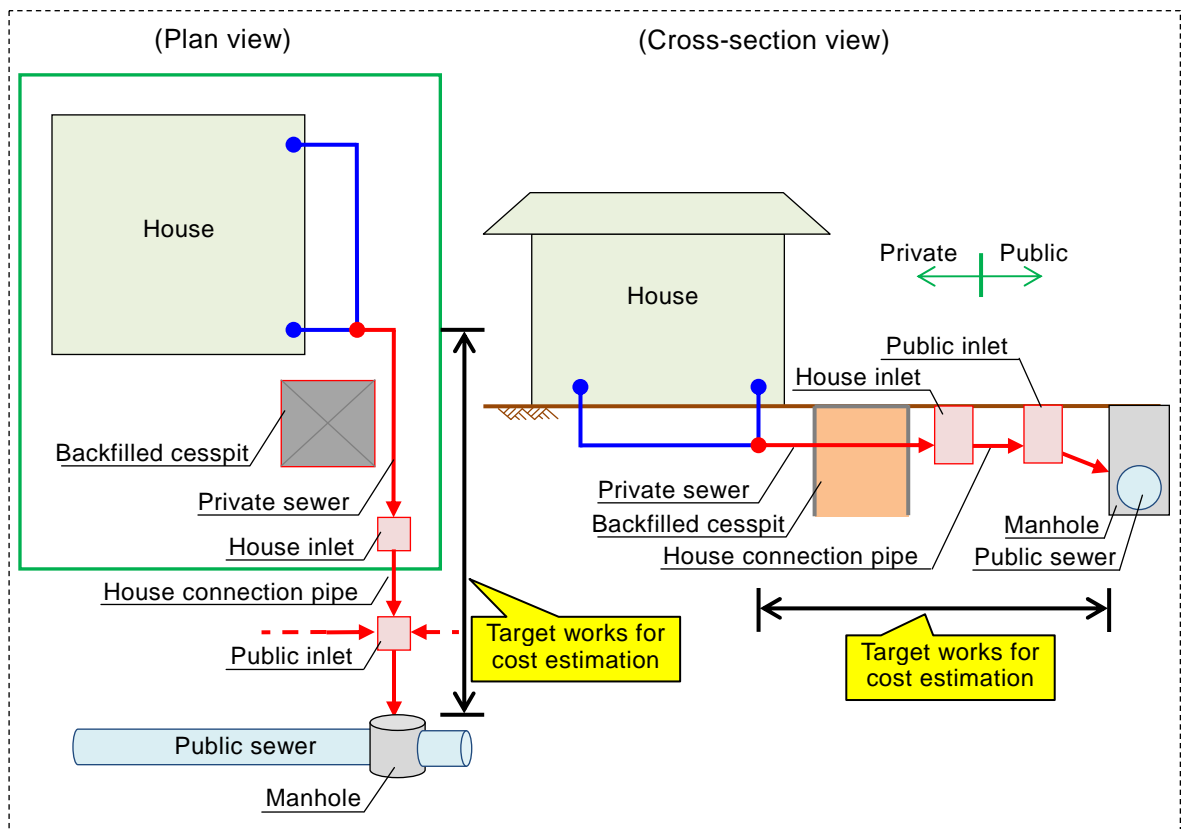 (Plan view)
House
Backfilled cesspit
Private sewer
House inlet
House connection pipe
Public inlet
Target works for
cost estimation
Public sewer
Manhole
(Cross-section view)
Private
Public
House
Public inlet
House inlet
Private sewer
Backfilled cesspit
Manhole
House connection pipe
Public sewer
Target works for
cost estimation